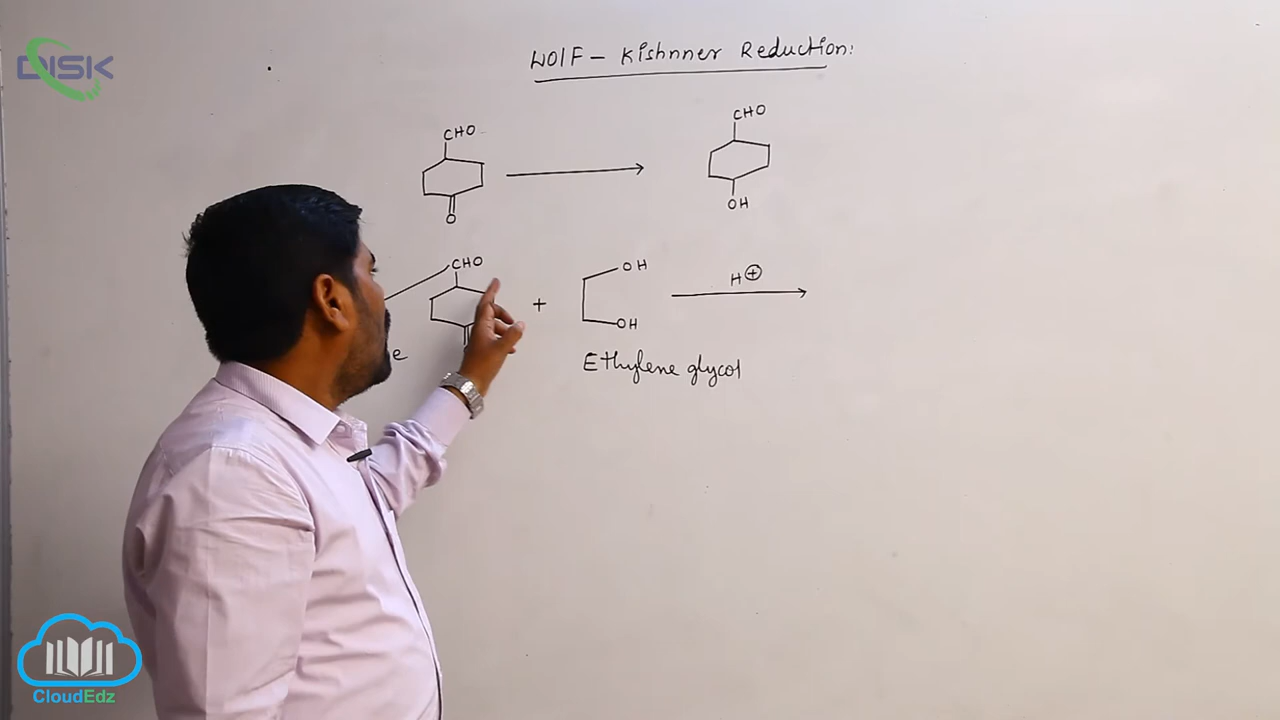 DISK
WOlF - Kishnner Reduction:
CHO
O
CHO
OH
CHO
+
OH
OH
H⊕
e
Ethylene glycol
CloudEdz